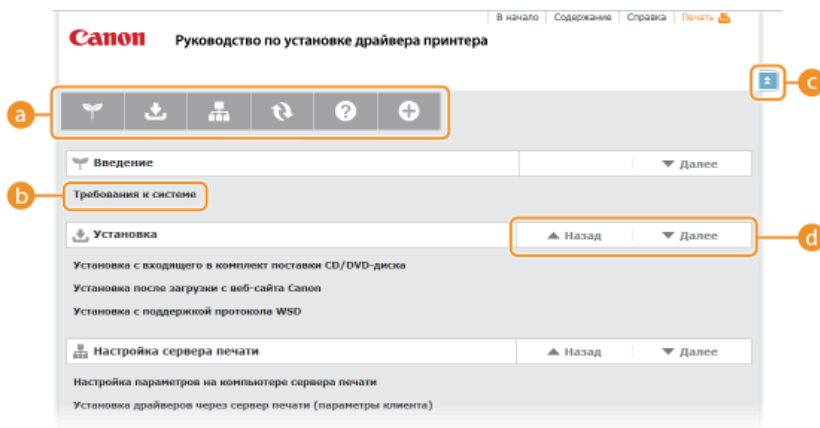 В начало Содержание Справка Печать
Canon Руководство по установке драйвера принтера
c
a
Введение Далее
b
Требования к системе
Установка Назад Далее
d
Установка с входящего в комплект поставки CD/DVD-диска
Установка после загрузки с веб-сайта Canon
Установка с поддержкой протокола WSD
Настройка сервера печати Назад Далее
Настройка параметров на компьютере сервера печати
Установка драйверов через сервер печати (параметры клиента)